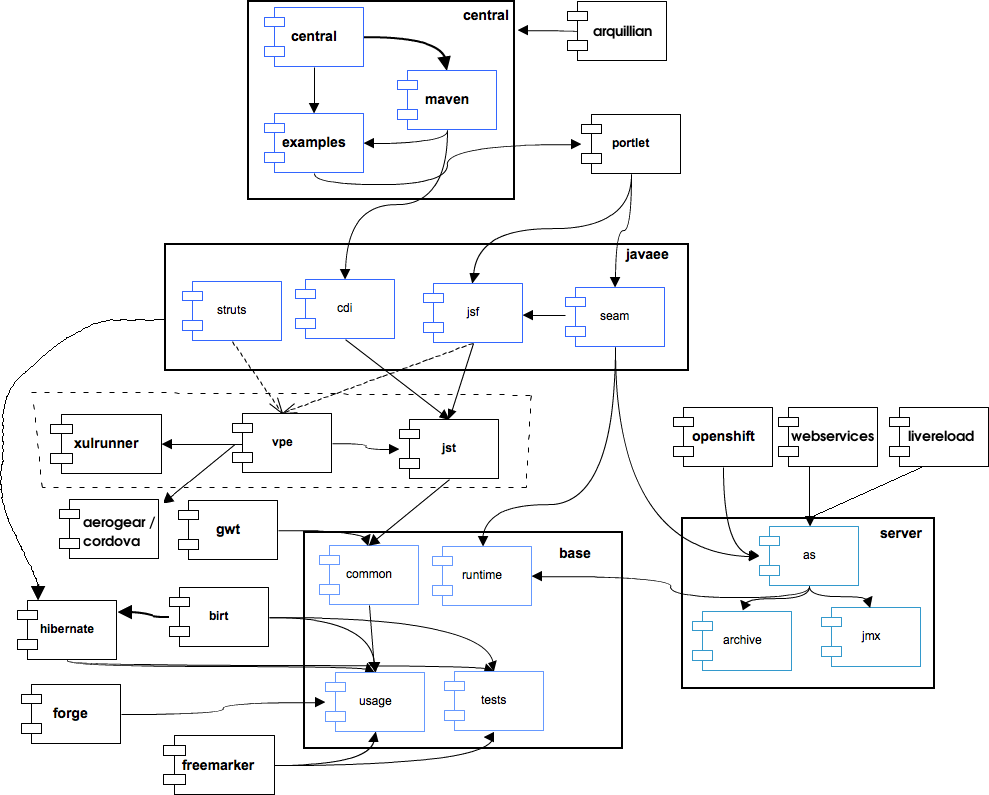 central
central
arquillian
maven
examples
portlet
javaee
struts
cdi
jsf
seam
xulrunner
vpe
jst
openshift
webservices
livereload
aerogear /
cordova
gwt
base
server
common
runtime
as
birt
hibernate
archive
jmx
usage
tests
forge
freemarker